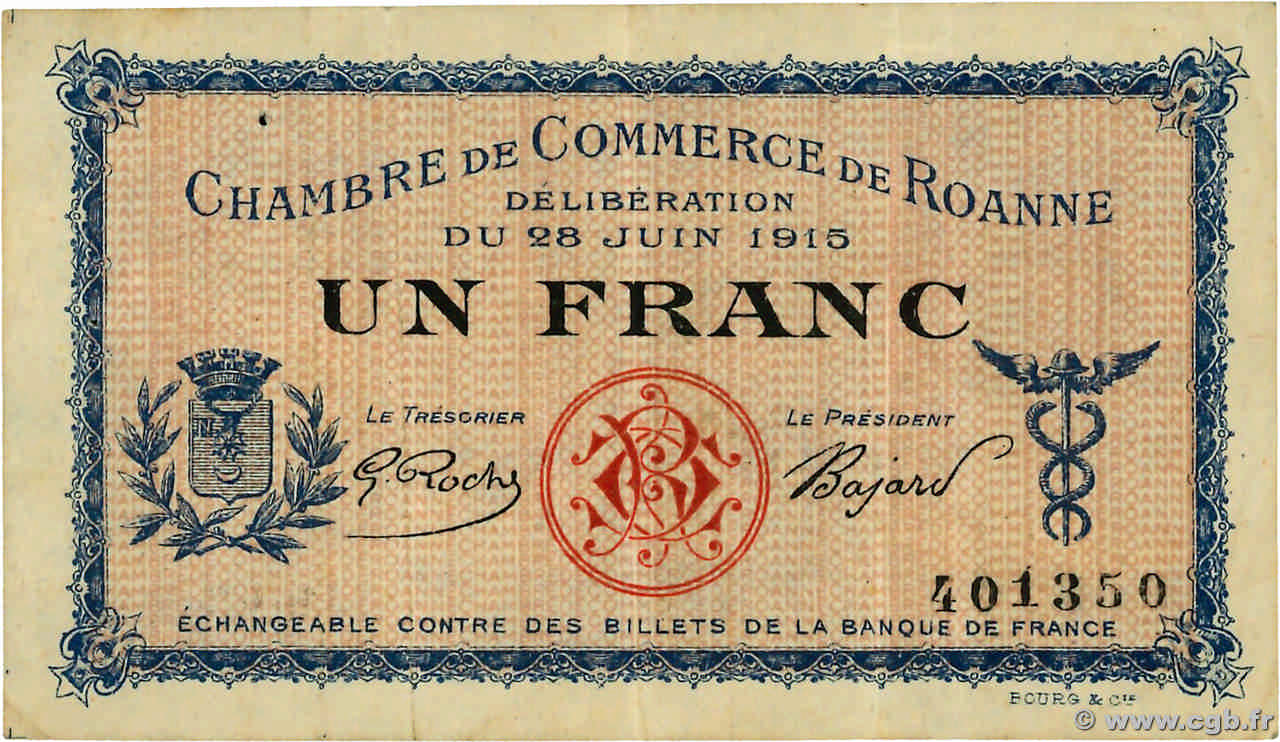 CHAMBRE DE COMMERCE DE ROANNE
DÉLIBÉRATION
DU 28 JUIN 1915
UN FRANC
LE TRÉSORIER
LE PRÉSIDENT
G. Roche
Bajard
N
401350
ÉCHANGEABLE CONTRE DES BILLETS DE LA BANQUE DE FRANCE
BOURG & Cie
© www.cgb.fr